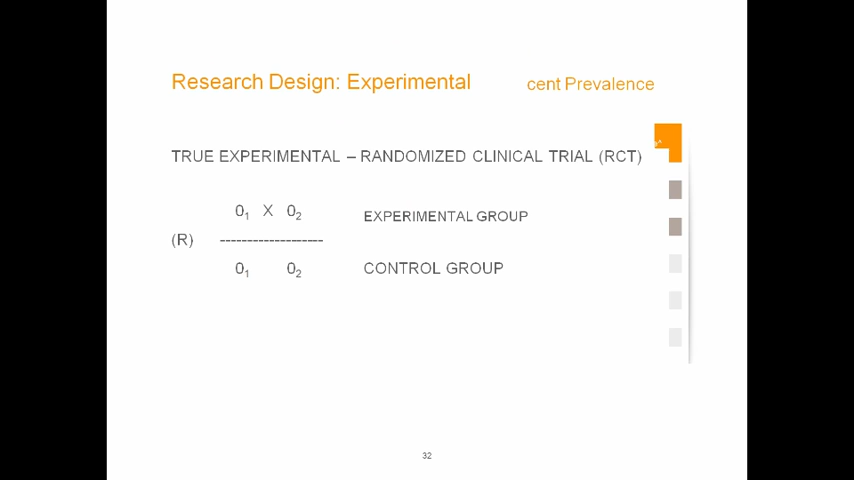 Research Design: Experimental cent Prevalence
TRUE EXPERIMENTAL – RANDOMIZED CLINICAL TRIAL (RCT)
0₁ X 0₂ EXPERIMENTAL GROUP
(R) -------------------
0₁ 0₂ CONTROL GROUP
32